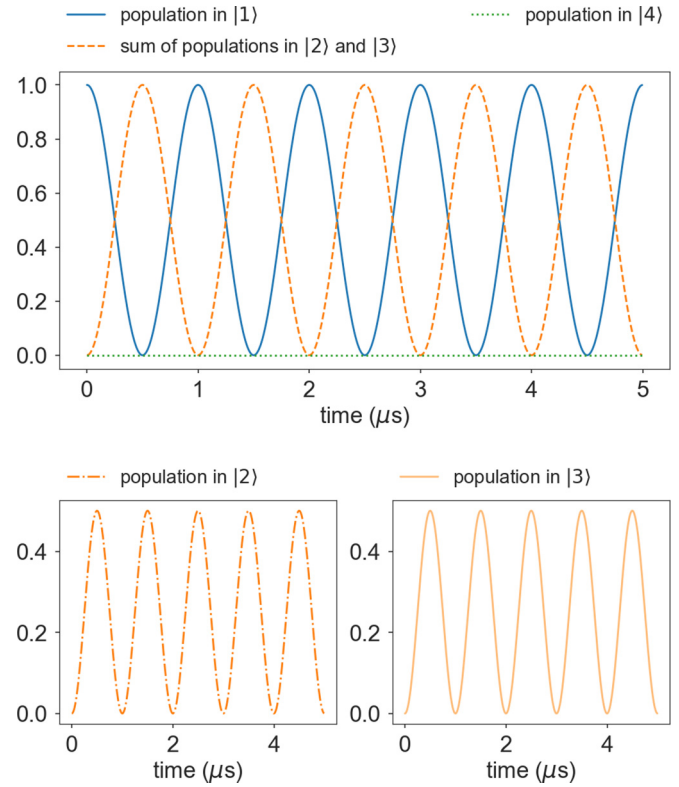 population in |1⟩ population in |4⟩
sum of populations in |2⟩ and |3⟩
1.0
0.8
0.6
0.4
0.2
0.0
0 1 2 3 4 5
time (μs)
population in |2⟩ population in |3⟩
0.4 0.4
0.2 0.2
0.0 0.0
0 2 4 0 2 4
time (μs) time (μs)